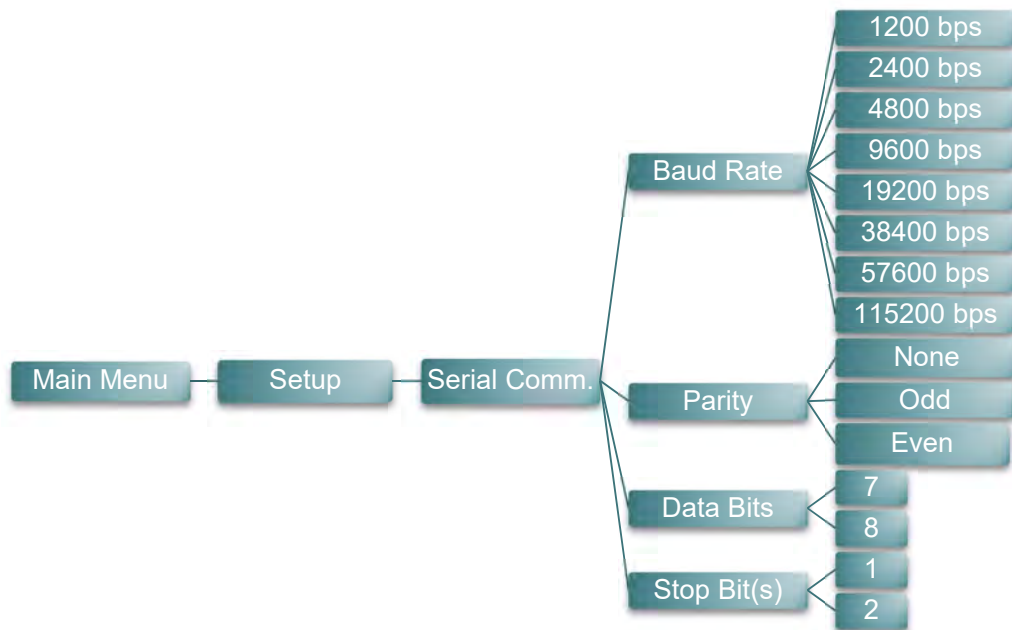 1200 bps
2400 bps
4800 bps
9600 bps
Baud Rate
19200 bps
38400 bps
57600 bps
115200 bps
Main Menu
Setup
Serial Comm.
None
Parity
Odd
Even
7
Data Bits
8
1
Stop Bit(s)
2